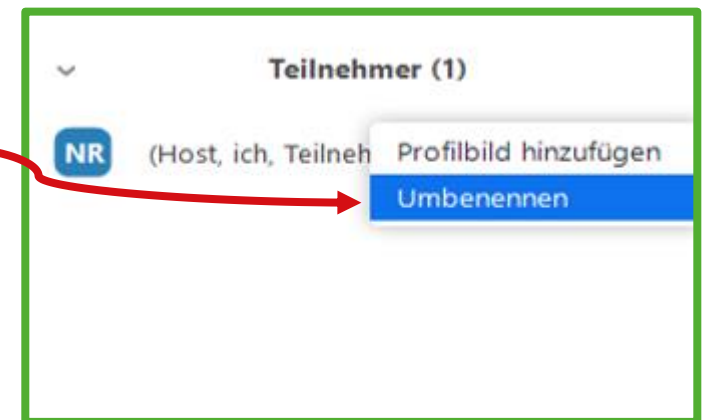 Teilnehmer (1)
NR (Host, ich, Teilneh
Profilbild hinzufügen
Umbenennen